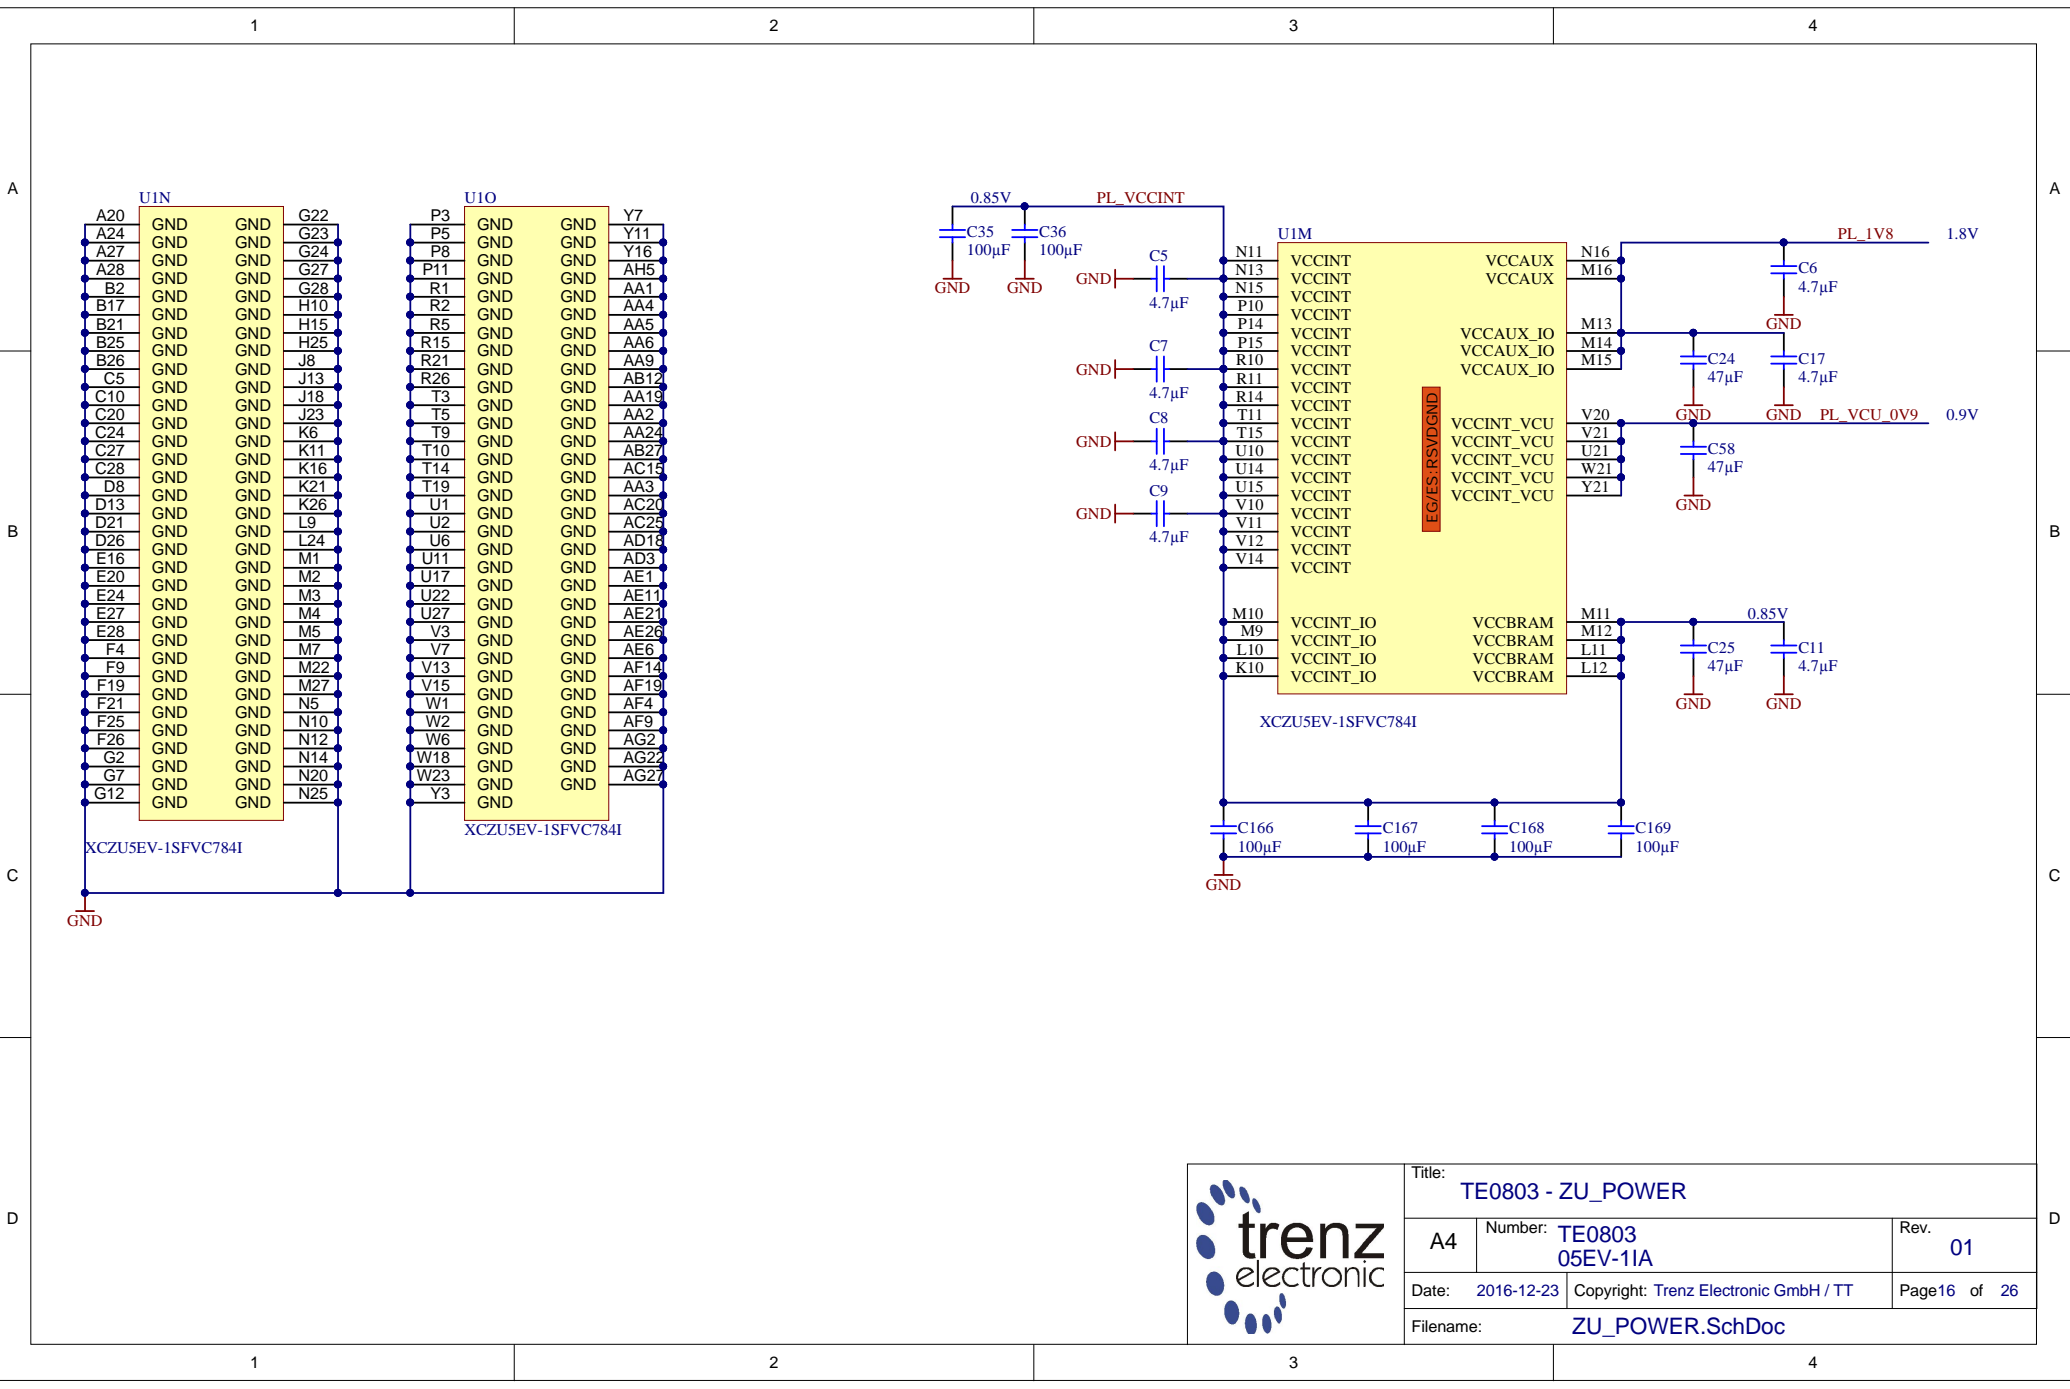 1 2 3 4
A A
B B
C C
D D
U1N
A20 GND GND G22
A24 GND GND G23
A27 GND GND G24
A28 GND GND G27
B2 GND GND G28
B17 GND GND H10
B21 GND GND H15
B25 GND GND H25
B26 GND GND J8
C5 GND GND J13
C10 GND GND J18
C20 GND GND J23
C24 GND GND K6
C27 GND GND K11
C28 GND GND K16
D8 GND GND K21
D13 GND GND K26
D21 GND GND L9
D26 GND GND L24
E16 GND GND M1
E20 GND GND M2
E24 GND GND M3
E27 GND GND M4
E28 GND GND M5
F4 GND GND M7
F9 GND GND M22
F19 GND GND M27
F21 GND GND N5
F25 GND GND N10
F26 GND GND N12
G2 GND GND N14
G7 GND GND N20
G12 GND GND N25
XCZU5EV-1SFVC784I
GND
U1O
P3 GND GND Y7
P5 GND GND Y11
P8 GND GND Y16
P11 GND GND AH5
R1 GND GND AA1
R2 GND GND AA4
R5 GND GND AA5
R15 GND GND AA6
R21 GND GND AA9
R26 GND GND AB12
T3 GND GND AA19
T5 GND GND AA2
T9 GND GND AA24
T10 GND GND AB27
T14 GND GND AC15
T19 GND GND AA3
U1 GND GND AC20
U2 GND GND AC25
U6 GND GND AD18
U11 GND GND AD3
U17 GND GND AE1
U22 GND GND AE11
U27 GND GND AE21
V3 GND GND AE26
V7 GND GND AE6
V13 GND GND AF14
V15 GND GND AF19
W1 GND GND AF4
W2 GND GND AF9
W6 GND GND AG2
W18 GND GND AG22
W23 GND GND AG27
Y3 GND
XCZU5EV-1SFVC784I
0.85V PL_VCCINT
C35 100µF GND
C36 100µF GND
GND C5 4.7µF
GND C7 4.7µF
GND C8 4.7µF
GND C9 4.7µF
U1M
N11 VCCINT VCCAUX N16
N13 VCCINT VCCAUX M16
N15 VCCINT
P10 VCCINT
P14 VCCINT VCCAUX_IO M13
P15 VCCINT VCCAUX_IO M14
R10 VCCINT VCCAUX_IO M15
R11 VCCINT
R14 VCCINT
T11 VCCINT VCCINT_VCU V20
T15 VCCINT VCCINT_VCU V21
U10 VCCINT VCCINT_VCU U21
U14 VCCINT VCCINT_VCU W21
U15 VCCINT VCCINT_VCU Y21
V10 VCCINT
V11 VCCINT
V12 VCCINT
V14 VCCINT
EG/ES:RSVDGND
M10 VCCINT_IO VCCBRAM M11
M9 VCCINT_IO VCCBRAM M12
L10 VCCINT_IO VCCBRAM L11
K10 VCCINT_IO VCCBRAM L12
XCZU5EV-1SFVC784I
PL_1V8 1.8V
C6 4.7µF GND
C24 47µF GND
C17 4.7µF GND
PL_VCU_0V9 0.9V
C58 47µF GND
0.85V
C25 47µF GND
C11 4.7µF GND
C166 C167 C168 C169
100µF 100µF 100µF 100µF
GND
trenz
electronic
Title:
TE0803 - ZU_POWER
A4 Number: TE0803 Rev. 01
05EV-1IA
Date: 2016-12-23 Copyright: Trenz Electronic GmbH / TT Page16 of 26
Filename: ZU_POWER.SchDoc
1 2 3 4